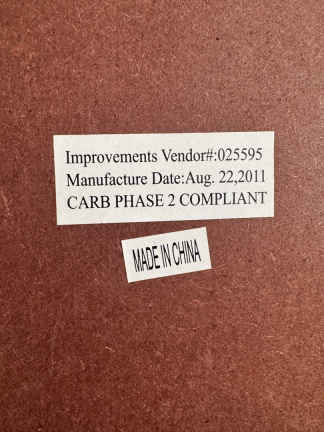 Improvements Vendor#:025595
Manufacture Date:Aug. 22,2011
CARB PHASE 2 COMPLIANT
MADE IN CHINA